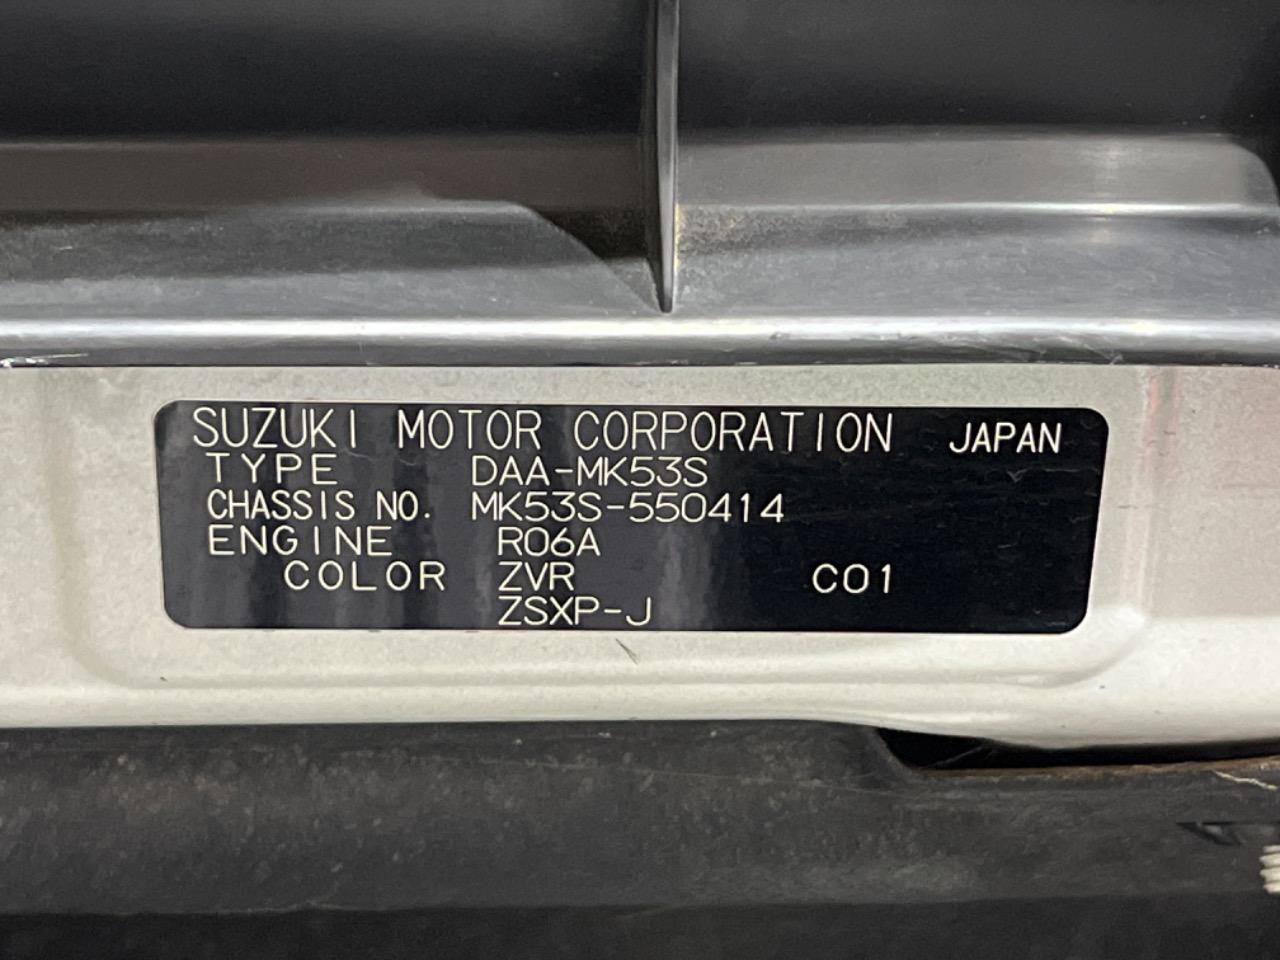 SUZUKI MOTOR CORPORATION JAPAN
TYPE DAA-MK53S
CHASSIS NO. MK53S-550414
ENGINE R06A
COLOR ZVR C01
ZSXP-J